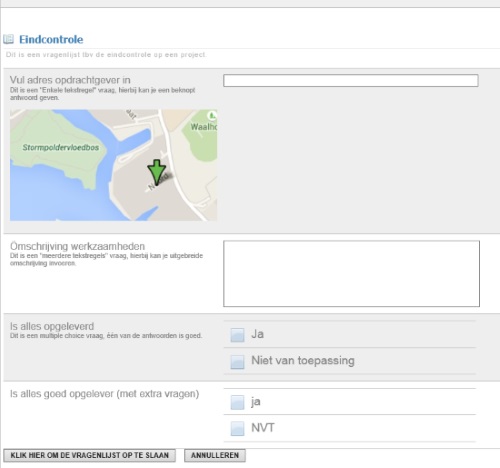 Eindcontrole
Dit is een vragenlijst tbv de eindcontrole op een project.
Vul adres opdrachtgever in
Dit is een "Enkele tekstregel" vraag, hierbij kan je een beknopt
antwoord geven.
Waalho
Stormpoldervloedbos
Omschrijving werkzaamheden
Dit is een "meerdere tekstregels" vraag, hierbij kan je uitgebreide
omschrijving invoeren.
Is alles opgeleverd
Dit is een multiple choice vraag, één van de antwoorden is goed.
Ja
Niet van toepassing
Is alles goed opgelever (met extra vragen)
ja
NVT
KLIK HIER OM DE VRAGENLIJST OP TE SLAAN
ANNULEREN